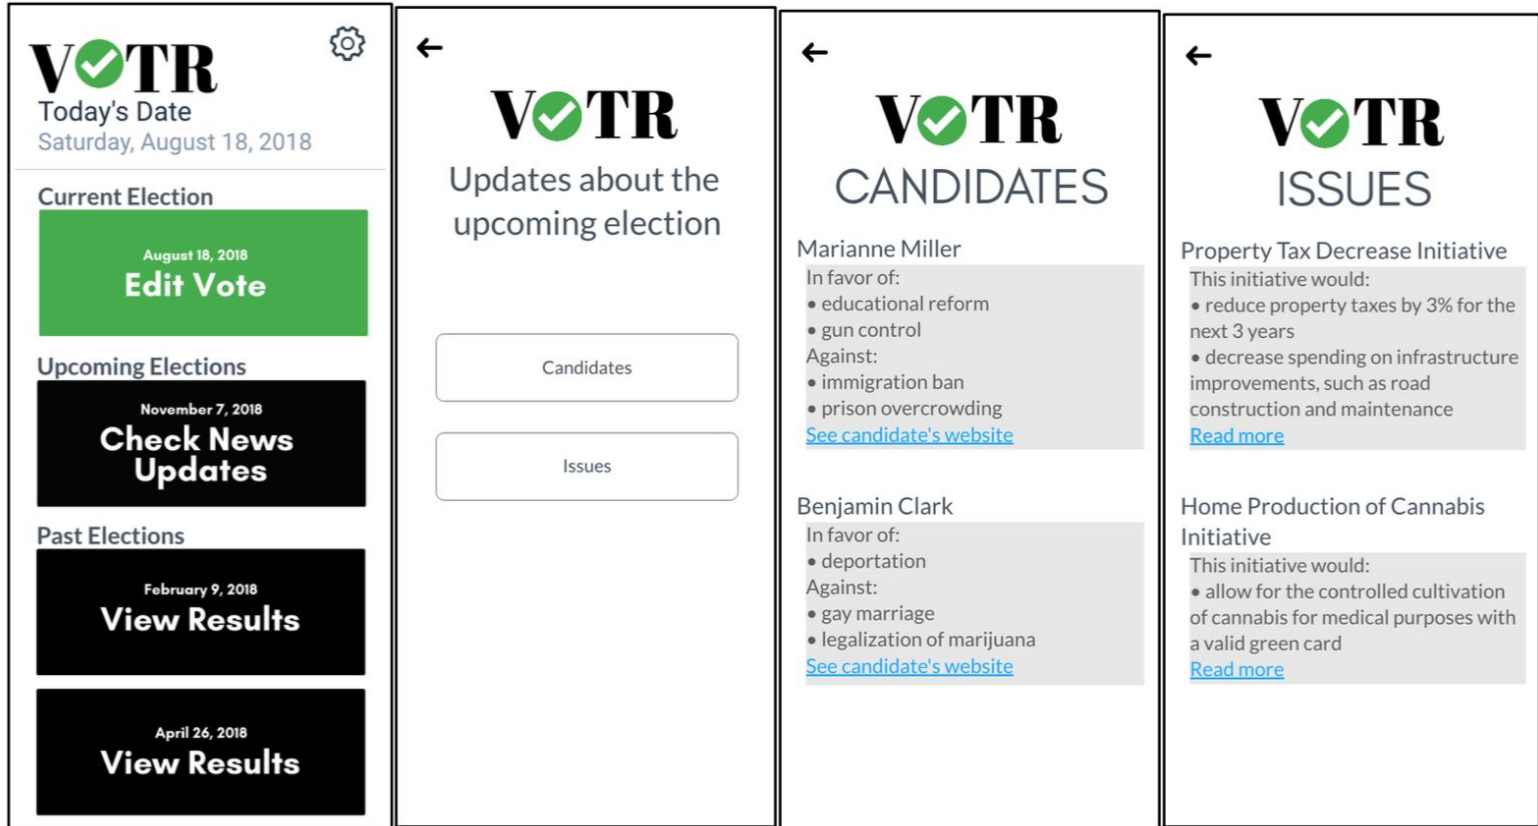 VOTR
Today's Date
Saturday, August 18, 2018
Current Election
August 18, 2018
Edit Vote
Upcoming Elections
November 7, 2018
Check News
Updates
Past Elections
February 9, 2018
View Results
April 26, 2018
View Results
VOTR
Updates about the
upcoming election
Candidates
Issues
VOTR
CANDIDATES
Marianne Miller
In favor of:
• educational reform
• gun control
Against:
• immigration ban
• prison overcrowding
See candidate's website
Benjamin Clark
In favor of:
• deportation
Against:
• gay marriage
• legalization of marijuana
See candidate's website
VOTR
ISSUES
Property Tax Decrease Initiative
This initiative would:
• reduce property taxes by 3% for the
next 3 years
• decrease spending on infrastructure
improvements, such as road
construction and maintenance
Read more
Home Production of Cannabis
Initiative
This initiative would:
• allow for the controlled cultivation
of cannabis for medical purposes with
a valid green card
Read more